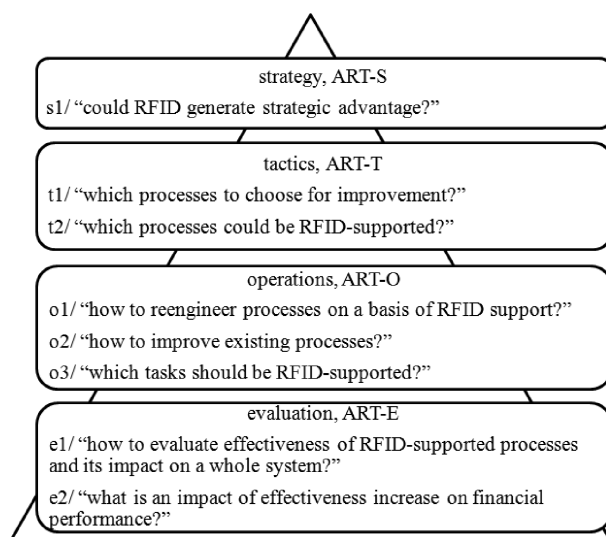 strategy, ART-S
s1/ “could RFID generate strategic advantage?”
tactics, ART-T
t1/ “which processes to choose for improvement?”
t2/ “which processes could be RFID-supported?”
operations, ART-O
o1/ “how to reengineer processes on a basis of RFID support?”
o2/ “how to improve existing processes?”
o3/ “which tasks should be RFID-supported?”
evaluation, ART-E
e1/ “how to evaluate effectiveness of RFID-supported processes
and its impact on a whole system?”
e2/ “what is an impact of effectiveness increase on financial
performance?”